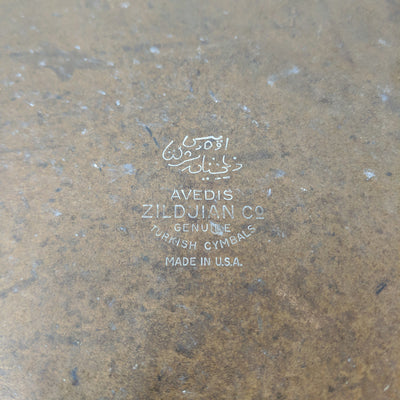 AVEDIS
ZILDJIAN CO
GENUINE
TURKISH CYMBALS
MADE IN U.S.A.